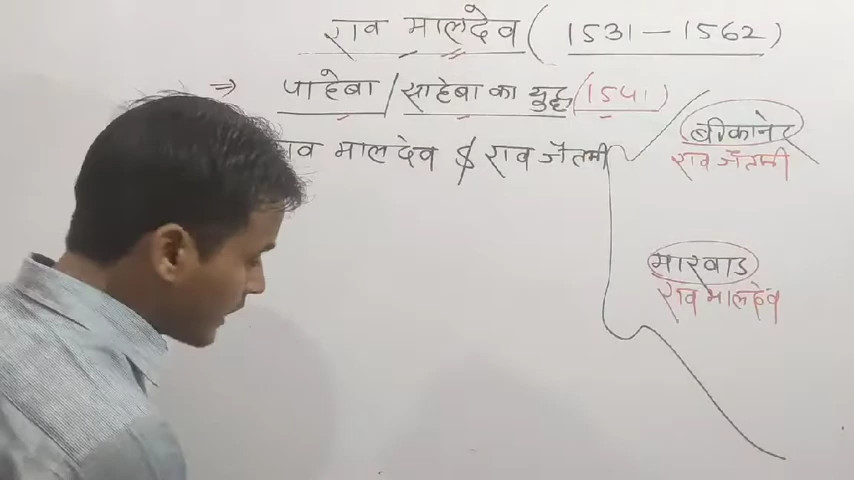 राव मालदेव (1531 - 1562)
⇒ पाहेबा / साहेबा का युद्ध (1541)
राव मालदेव $ राव जैतसी
बीकानेर
राव जैतसी
मारवाड
राव मालदेव